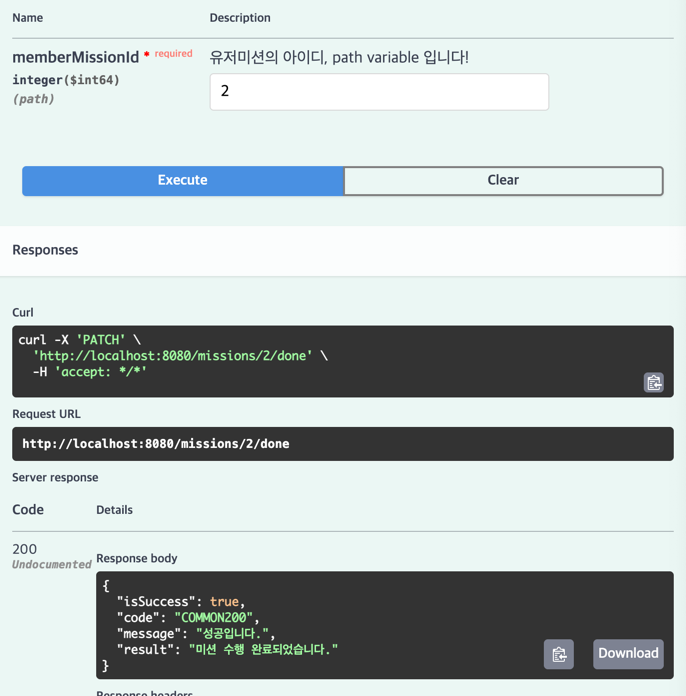 Name Description
memberMissionId * required 유저미션의 아이디, path variable 입니다!
integer($int64)
(path)
2
Execute Clear
Responses
Curl
curl -X 'PATCH' \
'http://localhost:8080/missions/2/done' \
-H 'accept: */*'
Request URL
http://localhost:8080/missions/2/done
Server response
Code Details
200
Undocumented
Response body
{
"isSuccess": true,
"code": "COMMON200",
"message": "성공입니다.",
"result": "미션 수행 완료되었습니다."
}
Download
Response headers